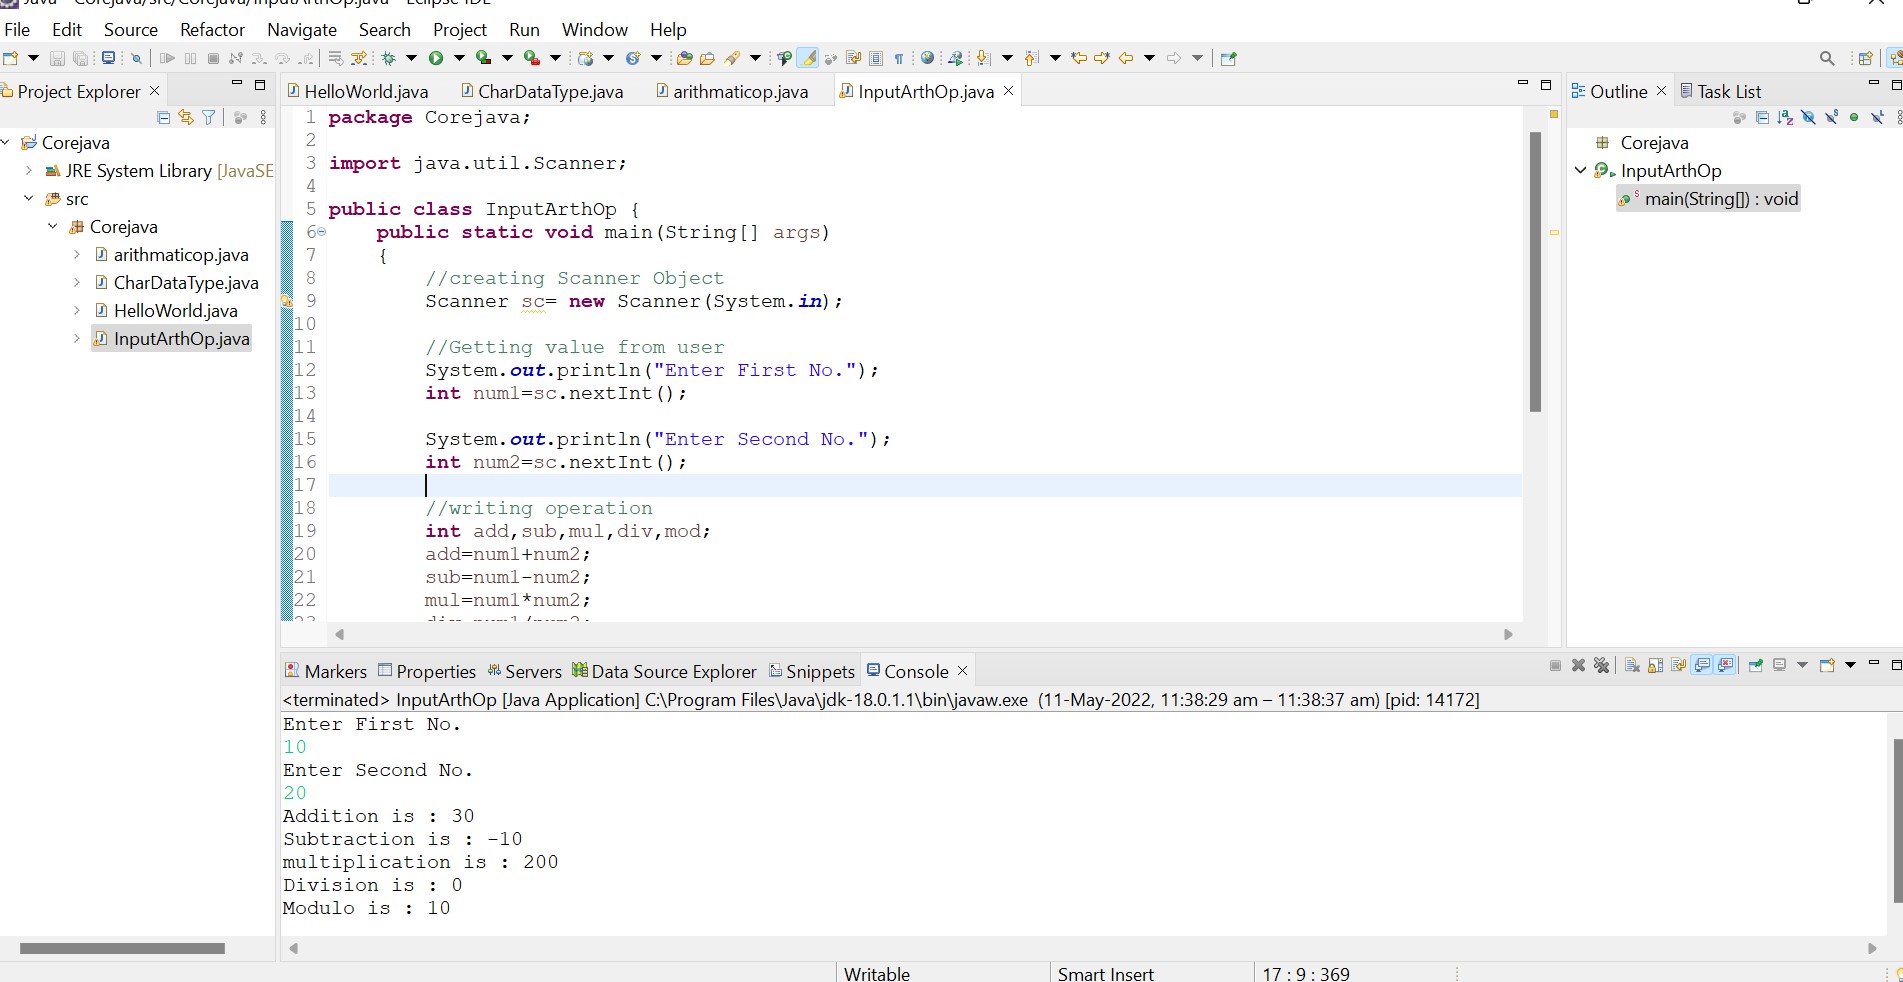 Java - Corejava/src/Corejava/InputArthOp.java - Eclipse IDE
File Edit Source Refactor Navigate Search Project Run Window Help
Project Explorer
HelloWorld.java CharDataType.java arithmaticop.java InputArthOp.java
Outline Task List
Corejava
JRE System Library [JavaSE
src
Corejava
arithmaticop.java
CharDataType.java
HelloWorld.java
InputArthOp.java
1 package Corejava;
2
3 import java.util.Scanner;
4
5 public class InputArthOp {
6 public static void main(String[] args)
7 {
8 //creating Scanner Object
9 Scanner sc= new Scanner(System.in);
10
11 //Getting value from user
12 System.out.println("Enter First No.");
13 int num1=sc.nextInt();
14
15 System.out.println("Enter Second No.");
16 int num2=sc.nextInt();
17
18 //writing operation
19 int add,sub,mul,div,mod;
20 add=num1+num2;
21 sub=num1-num2;
22 mul=num1*num2;
Corejava
InputArthOp
main(String[]) : void
Markers Properties Servers Data Source Explorer Snippets Console
<terminated> InputArthOp [Java Application] C:\Program Files\Java\jdk-18.0.1.1\bin\javaw.exe (11-May-2022, 11:38:29 am – 11:38:37 am) [pid: 14172]
Enter First No.
10
Enter Second No.
20
Addition is : 30
Subtraction is : -10
multiplication is : 200
Division is : 0
Modulo is : 10
Writable Smart Insert 17 : 9 : 369